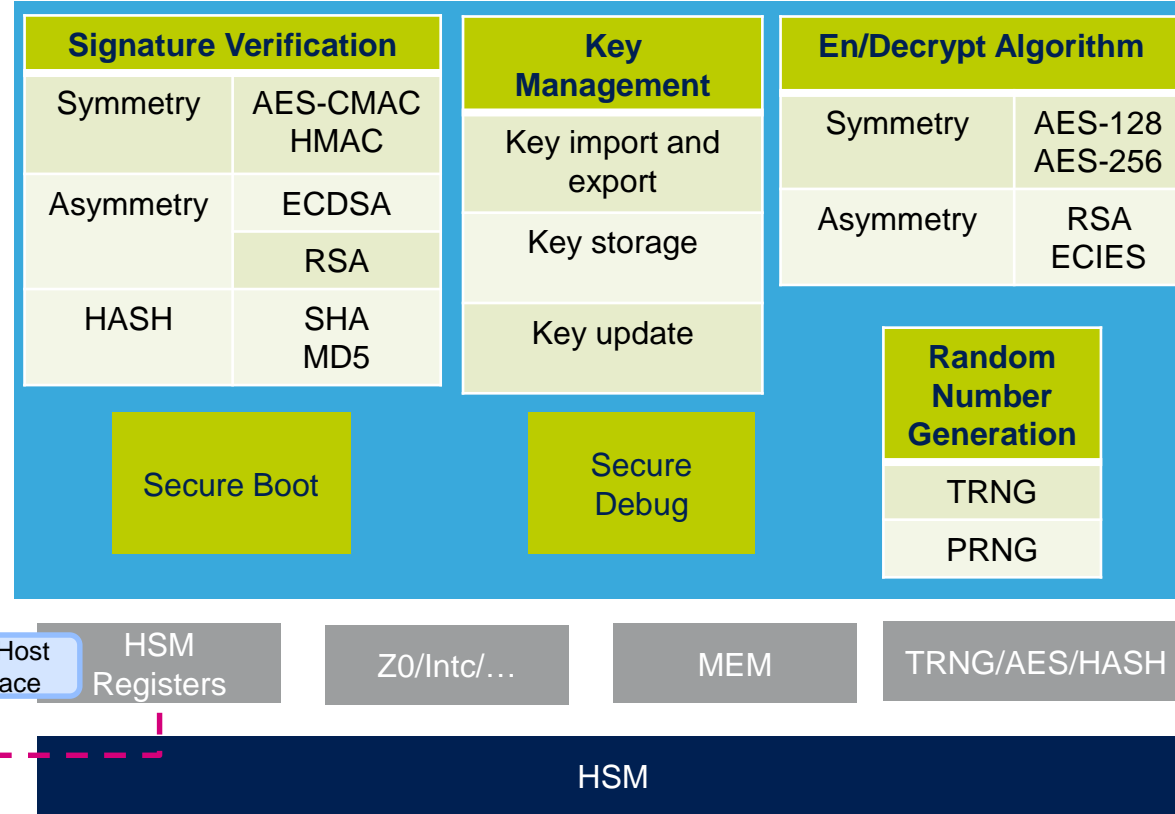 Signature Verification
Symmetry
AES-CMAC
HMAC
Asymmetry
ECDSA
RSA
HASH
SHA
MD5
Key
Management
Key import and
export
Key storage
Key update
En/Decrypt Algorithm
Symmetry
AES-128
AES-256
Asymmetry
RSA
ECIES
Random
Number
Generation
TRNG
PRNG
Secure Boot
Secure
Debug
Host
HSM
Registers
Z0/Intc/…
MEM
TRNG/AES/HASH
HSM